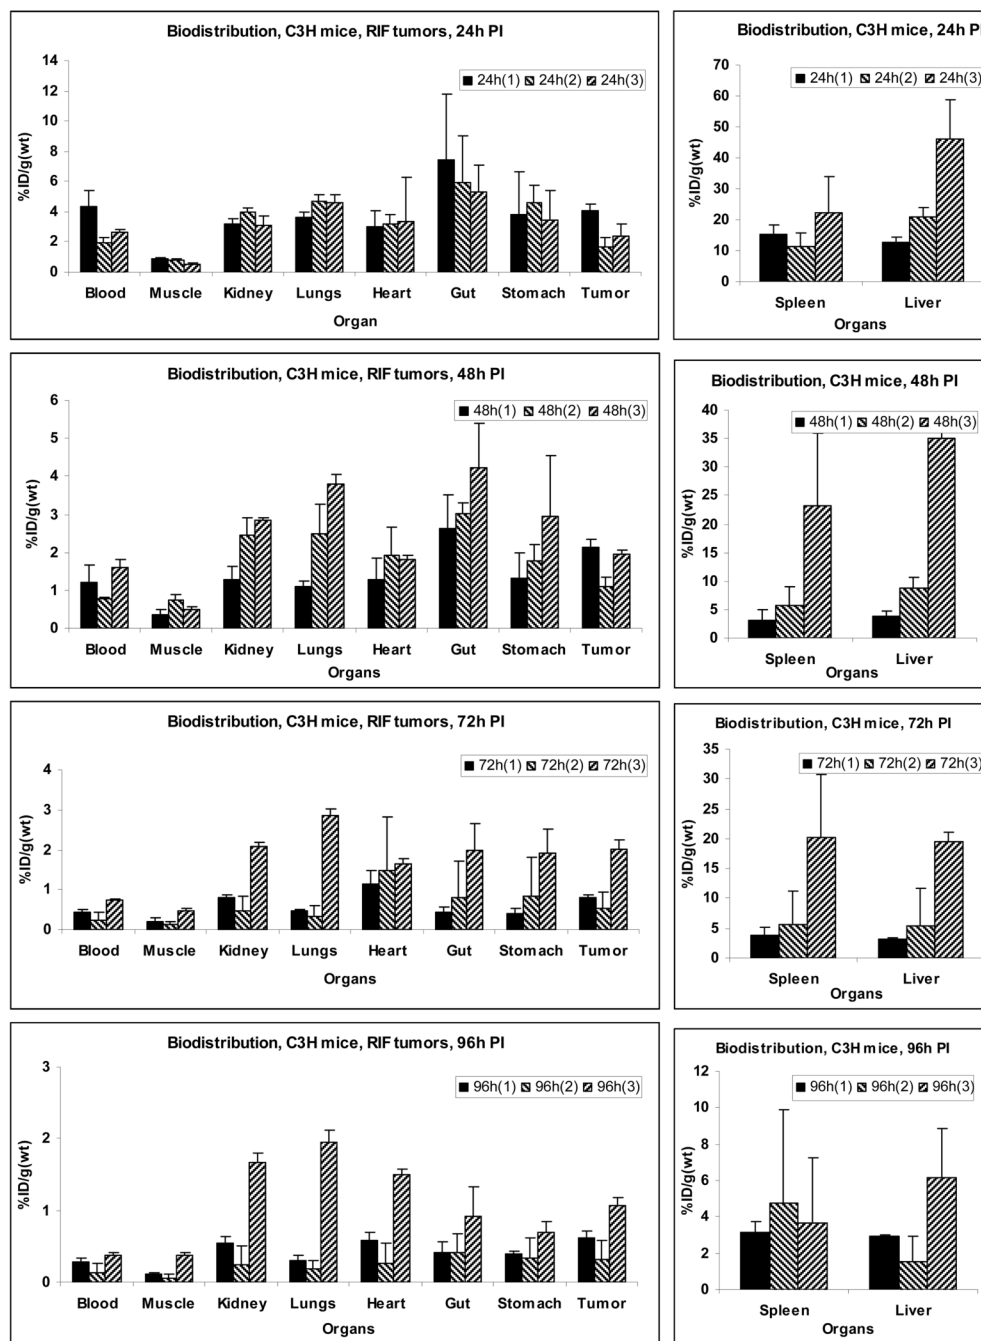 Biodistribution, C3H mice, RIF tumors, 24h PI
24h(1) 24h(2) 24h(3)
%ID/g(wt)
14
12
10
8
6
4
2
0
Blood Muscle Kidney Lungs Heart Gut Stomach Tumor
Organ
Biodistribution, C3H mice, 24h PI
24h(1) 24h(2) 24h(3)
%ID/g(wt)
70
60
50
40
30
20
10
0
Spleen Liver
Organs
Biodistribution, C3H mice, RIF tumors, 48h PI
48h(1) 48h(2) 48h(3)
%ID/g(wt)
6
5
4
3
2
1
0
Blood Muscle Kidney Lungs Heart Gut Stomach Tumor
Organs
Biodistribution, C3H mice, 48h PI
48h(1) 48h(2) 48h(3)
%ID/g(wt)
40
35
30
25
20
15
10
5
0
Spleen Liver
Organs
Biodistribution, C3H mice, RIF tumors, 72h PI
72h(1) 72h(2) 72h(3)
%ID/g(wt)
4
3
2
1
0
Blood Muscle Kidney Lungs Heart Gut Stomach Tumor
Organs
Biodistribution, C3H mice, 72h PI
72h(1) 72h(2) 72h(3)
%ID/g(wt)
35
30
25
20
15
10
5
0
Spleen Liver
Organs
Biodistribution, C3H mice, RIF tumors, 96h PI
96h(1) 96h(2) 96h(3)
%ID/g(wt)
3
2
1
0
Blood Muscle Kidney Lungs Heart Gut Stomach Tumor
Organs
Biodistribution, C3H mice, 96h PI
96h(1) 96h(2) 96h(3)
%ID/g(wt)
12
10
8
6
4
2
0
Spleen Liver
Organs